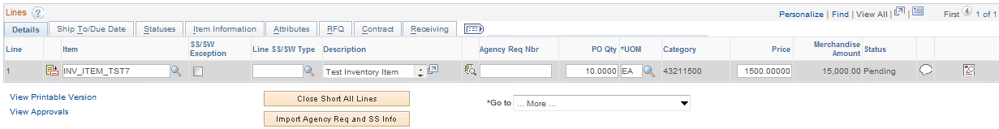 Lines
Personalize | Find | View All | First 1 of 1
Details Ship To/Due Date Statuses Item Information Attributes RFQ Contract Receiving
Line Item SS/SW Exception Line SS/SW Type Description Agency Req Nbr PO Qty *UOM Category Price Merchandise Amount Status
1 INV_ITEM_TST7 Test Inventory Item 10.0000 EA 43211500 1500.00000 15,000.00 Pending
View Printable Version
Close Short All Lines
*Go to ... More ...
View Approvals
Import Agency Req and SS Info